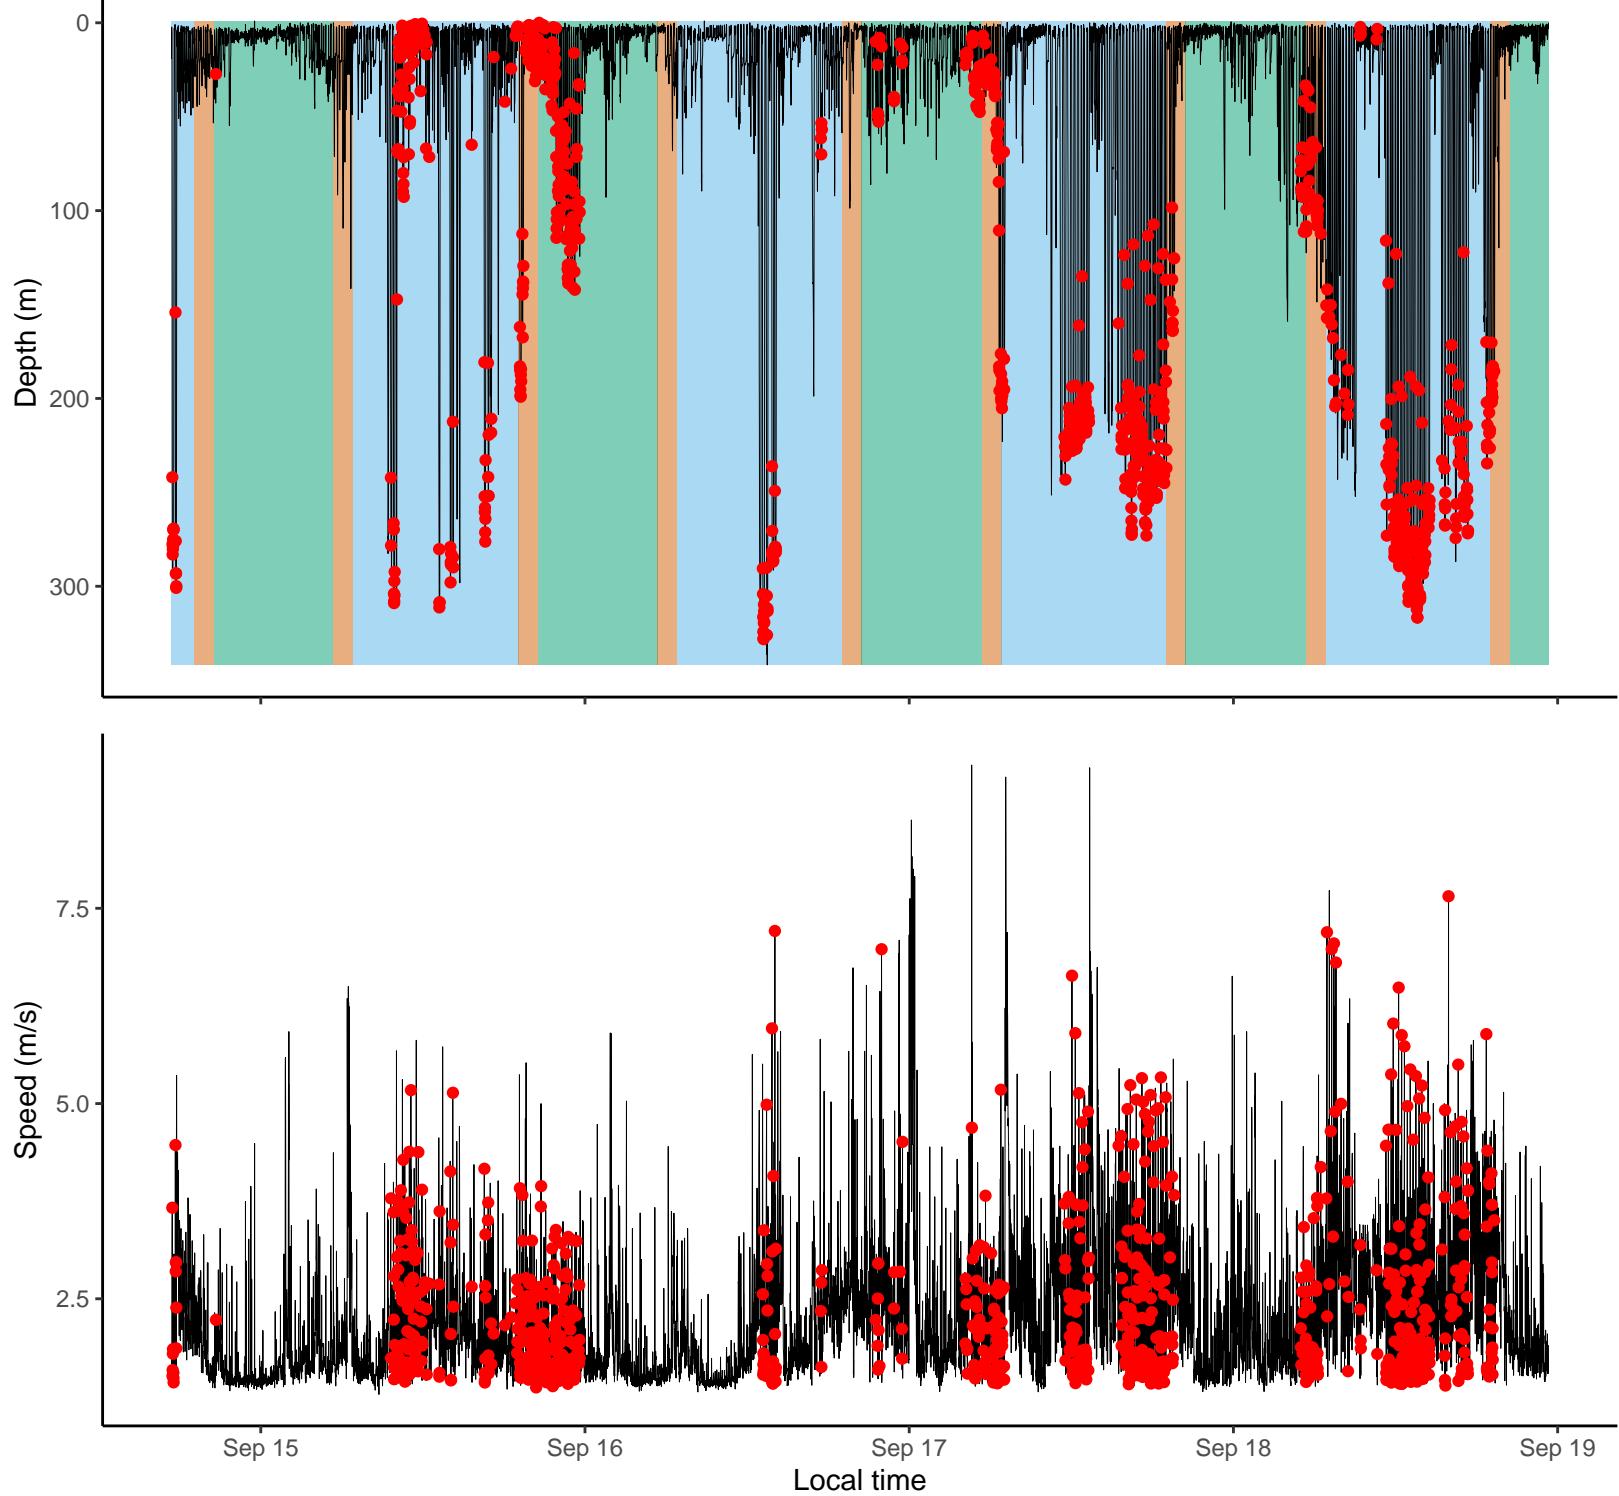 0
100
200
300
Depth (m)
7.5
5.0
2.5
Speed (m/s)
Sep 15
Sep 16
Sep 17
Sep 18
Sep 19
Local time